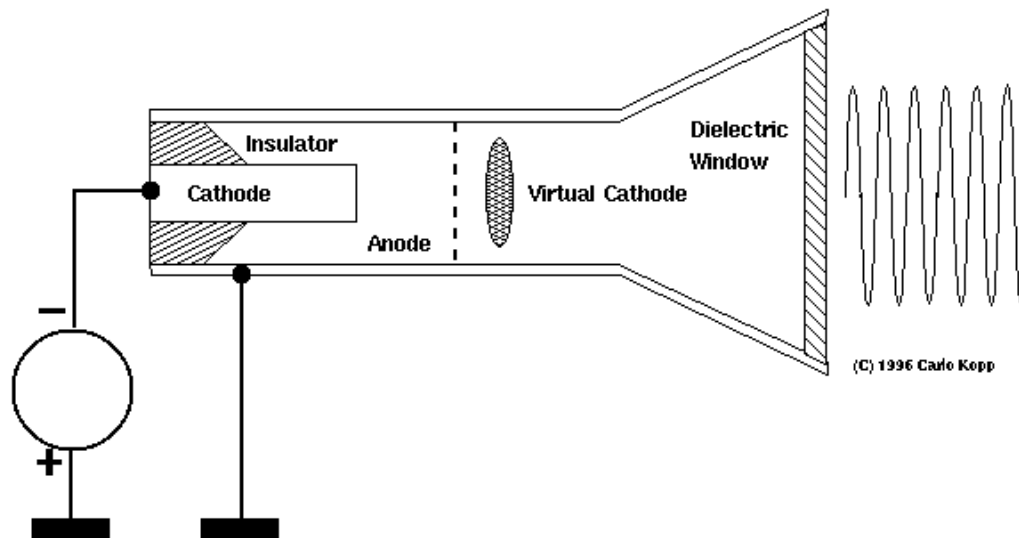 Insulator
Cathode
Anode
Virtual Cathode
Dielectric
Window
−
+
(C) 1996 Carlo Kopp